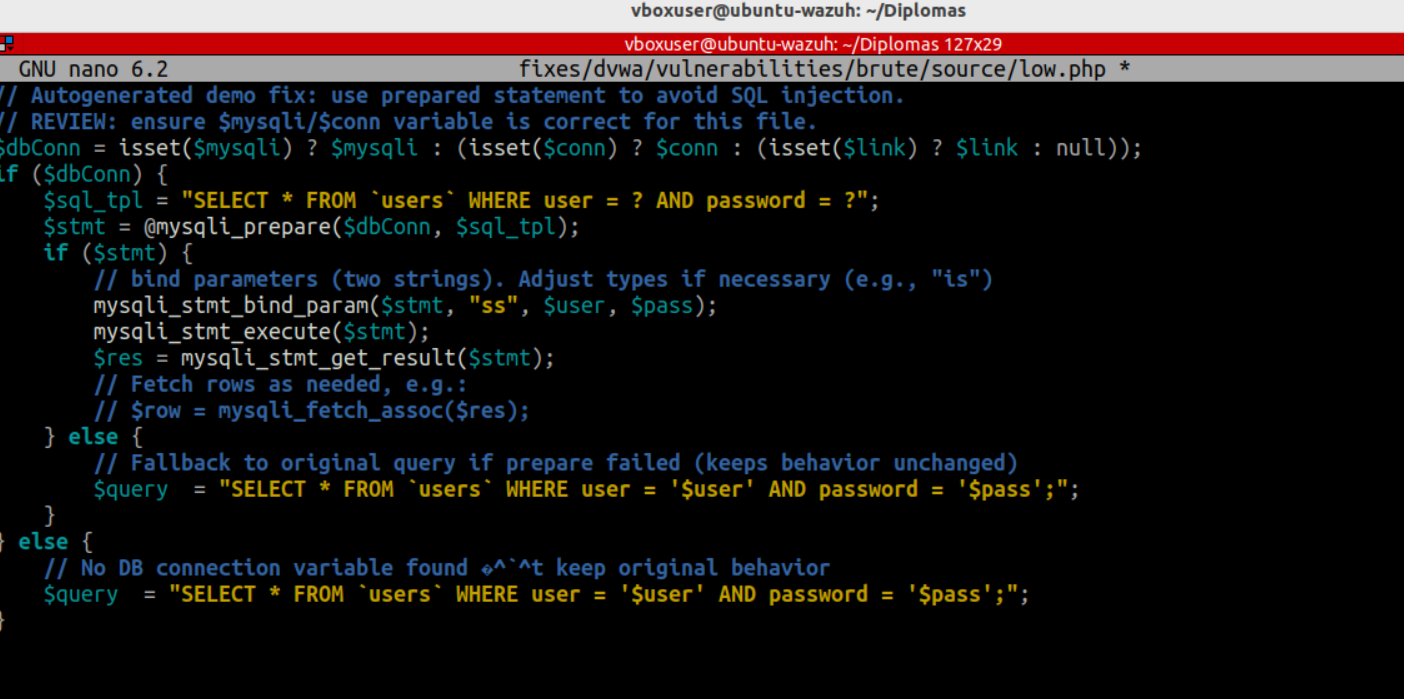 vboxuser@ubuntu-wazuh: ~/Diplomas
vboxuser@ubuntu-wazuh: ~/Diplomas 127x29
GNU nano 6.2 fixes/dvwa/vulnerabilities/brute/source/low.php *
// Autogenerated demo fix: use prepared statement to avoid SQL injection.
// REVIEW: ensure $mysqli/$conn variable is correct for this file.
$dbConn = isset($mysqli) ? $mysqli : (isset($conn) ? $conn : (isset($link) ? $link : null));
if ($dbConn) {
    $sql_tpl = "SELECT * FROM `users` WHERE user = ? AND password = ?";
    $stmt = @mysqli_prepare($dbConn, $sql_tpl);
    if ($stmt) {
        // bind parameters (two strings). Adjust types if necessary (e.g., "is")
        mysqli_stmt_bind_param($stmt, "ss", $user, $pass);
        mysqli_stmt_execute($stmt);
        $res = mysqli_stmt_get_result($stmt);
        // Fetch rows as needed, e.g.:
        // $row = mysqli_fetch_assoc($res);
    } else {
        // Fallback to original query if prepare failed (keeps behavior unchanged)
        $query  = "SELECT * FROM `users` WHERE user = '$user' AND password = '$pass';";
    }
} else {
    // No DB connection variable found �^`^t keep original behavior
    $query  = "SELECT * FROM `users` WHERE user = '$user' AND password = '$pass';";
}